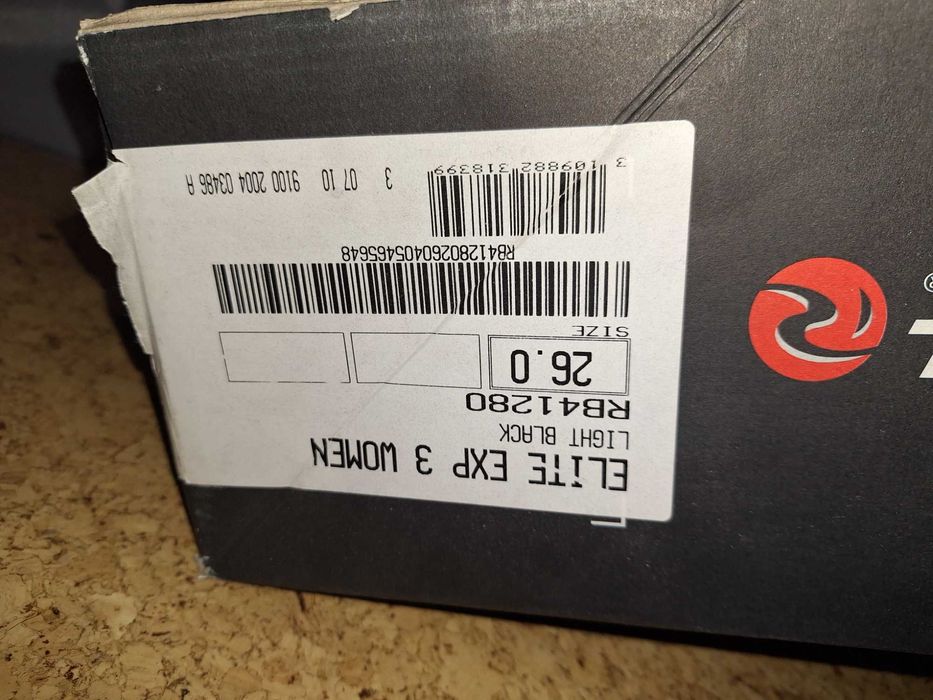 ELITE EXP 3 WOMEN
LIGHT BLACK
RB41280
26.0
SIZE
RB41280260405465648
3 109882 318399
3 07 10 9100 2004 03486 A
®